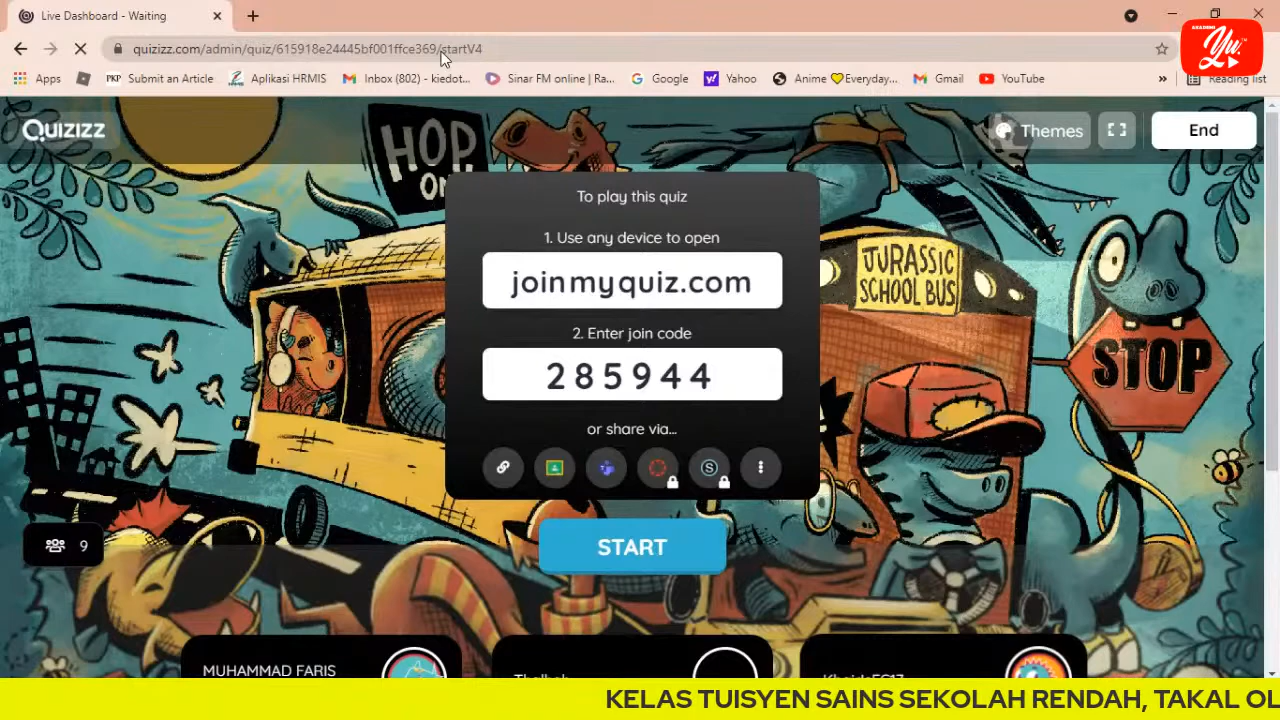 Live Dashboard - Waiting
quizizz.com/admin/quiz/615918e24445bf001ffce369/startV4
Apps
PKP Submit an Article
Aplikasi HRMIS
Inbox (802) - kiedot...
Sinar FM online | Ra...
Google
Yahoo
Anime 💛Everyday...
Gmail
YouTube
»
Reading list
Quizizz
HOP ON!
Themes
End
To play this quiz
1. Use any device to open
joinmyquiz.com
2. Enter join code
285944
or share via...
JURASSIC
SCHOOL BUS
STOP
9
START
MUHAMMAD FARIS
KELAS TUISYEN SAINS SEKOLAH RENDAH, TAKAL OL